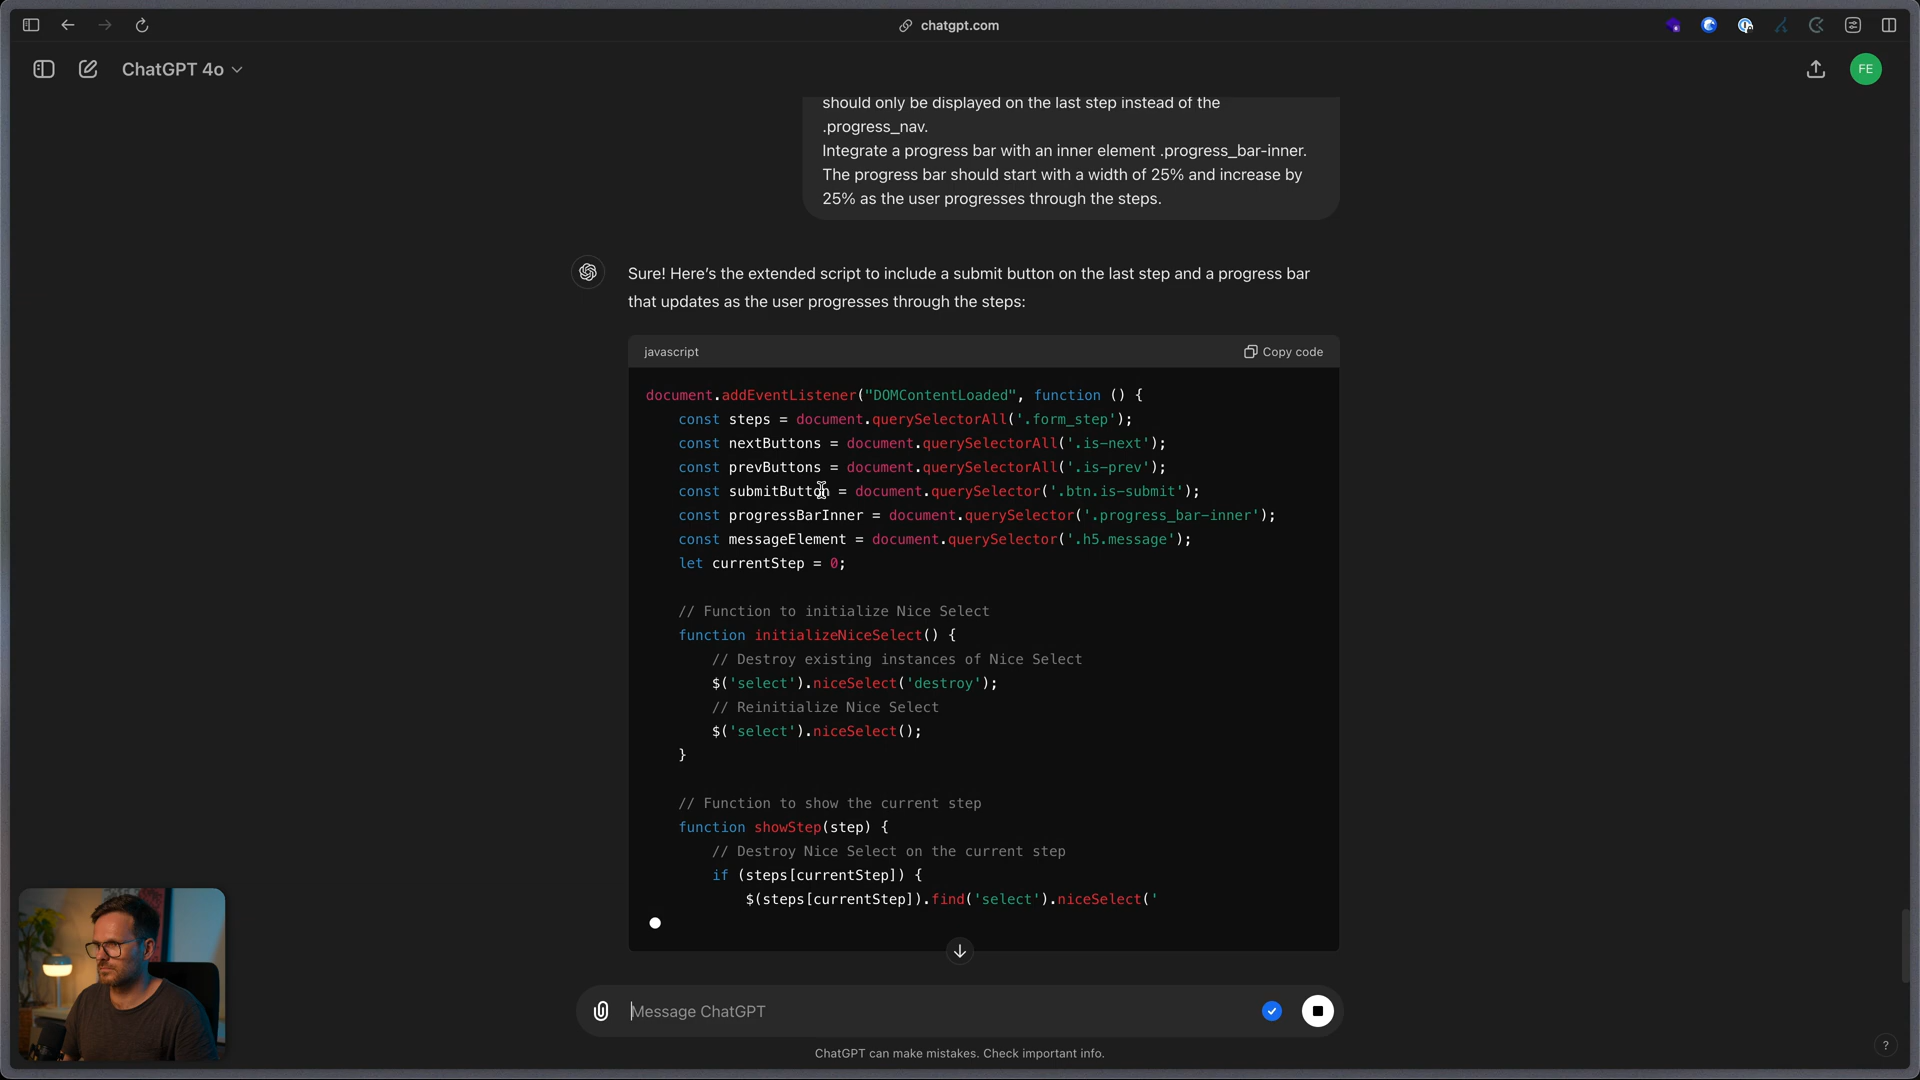 chatgpt.com
ChatGPT 4o
FE
should only be displayed on the last step instead of the
.progress_nav.
Integrate a progress bar with an inner element .progress_bar-inner.
The progress bar should start with a width of 25% and increase by
25% as the user progresses through the steps.
Sure! Here's the extended script to include a submit button on the last step and a progress bar
that updates as the user progresses through the steps:
javascript
Copy code
document.addEventListener("DOMContentLoaded", function () {
const steps = document.querySelectorAll('.form_step');
const nextButtons = document.querySelectorAll('.is-next');
const prevButtons = document.querySelectorAll('.is-prev');
const submitButton = document.querySelector('.btn.is-submit');
const progressBarInner = document.querySelector('.progress_bar-inner');
const messageElement = document.querySelector('.h5.message');
let currentStep = 0;
// Function to initialize Nice Select
function initializeNiceSelect() {
// Destroy existing instances of Nice Select
$('select').niceSelect('destroy');
// Reinitialize Nice Select
$('select').niceSelect();
}
// Function to show the current step
function showStep(step) {
// Destroy Nice Select on the current step
if (steps[currentStep]) {
$(steps[currentStep]).find('select').niceSelect('
Message ChatGPT
ChatGPT can make mistakes. Check important info.
?